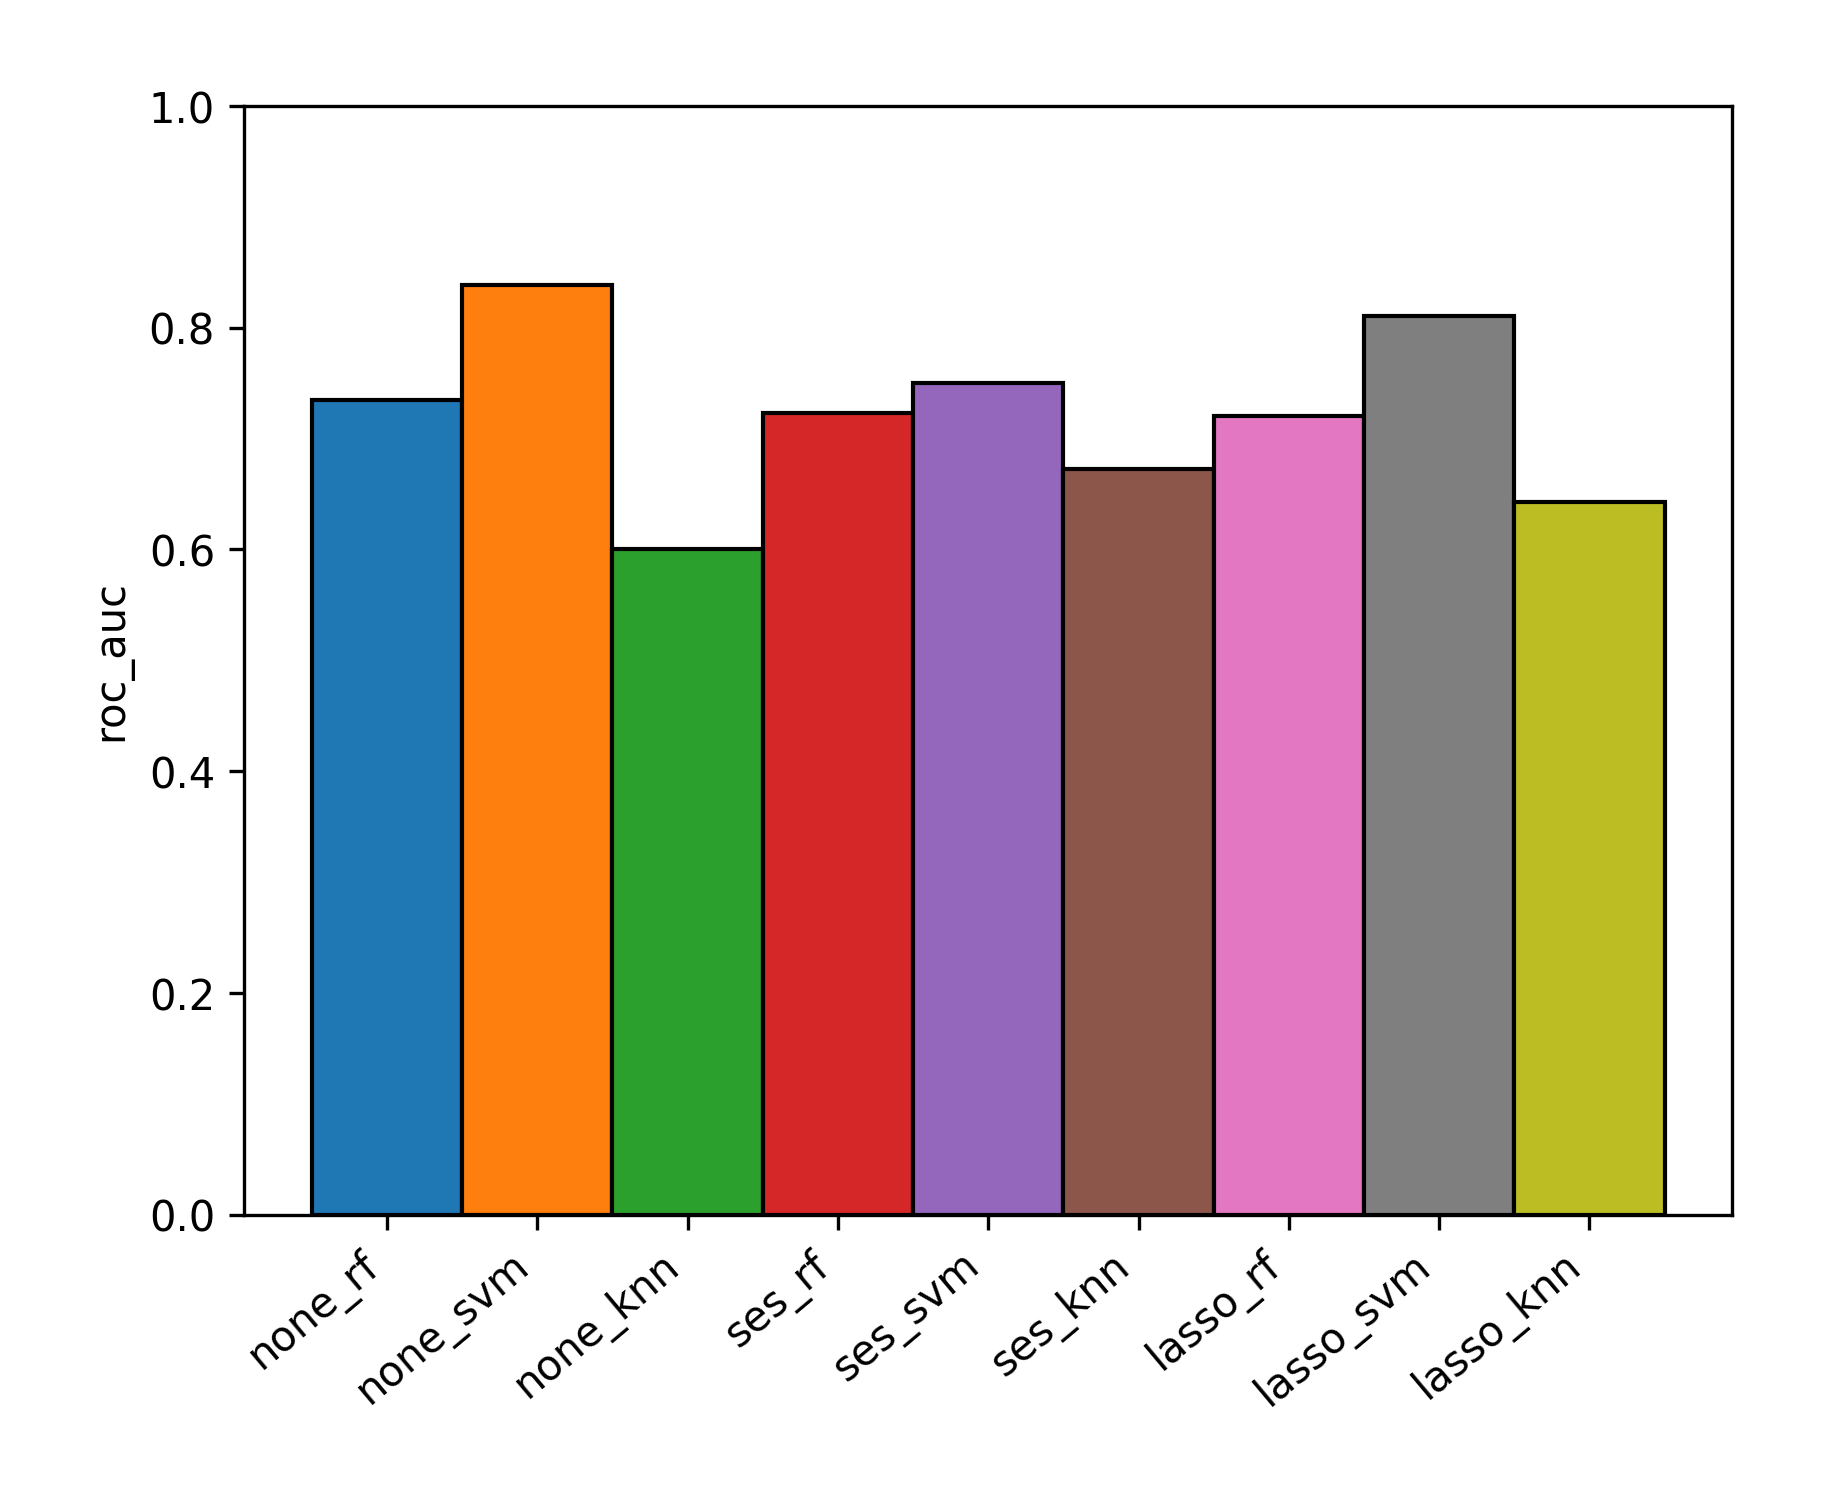 1.0
0.8
0.6
0.4
0.2
0.0
roc_auc
none_rf
none_svm
none_knn
ses_rf
ses_svm
ses_knn
lasso_rf
lasso_svm
lasso_knn